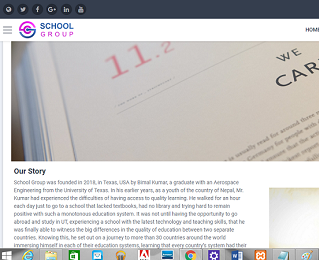 SCHOOL
GROUP
HOME
11.2
WE
CAR
Our Story
School Group was founded in 2018, in Texas, USA by Bimal Kumar, a graduate with an Aerospace
Engineering from the University of Texas. In his earlier years, as a youth of the country of Nepal, Mr.
Kumar had experienced the difficulties of having access to quality learning. He walked for an hour
each day just to go to a school that lacked textbooks, had no library and trying hard to remain
positive with such a monotonous education system. It was not until having the opportunity to go
abroad and study in UT, experiencing a school with the latest technology and teaching skills, that he
was finally able to witness the big differences in the quality of education between two separate
countries. Knowing this, he set out on a journey to more than 30 countries around the world
immersing himself in each of their education systems, learning that every country's system had their